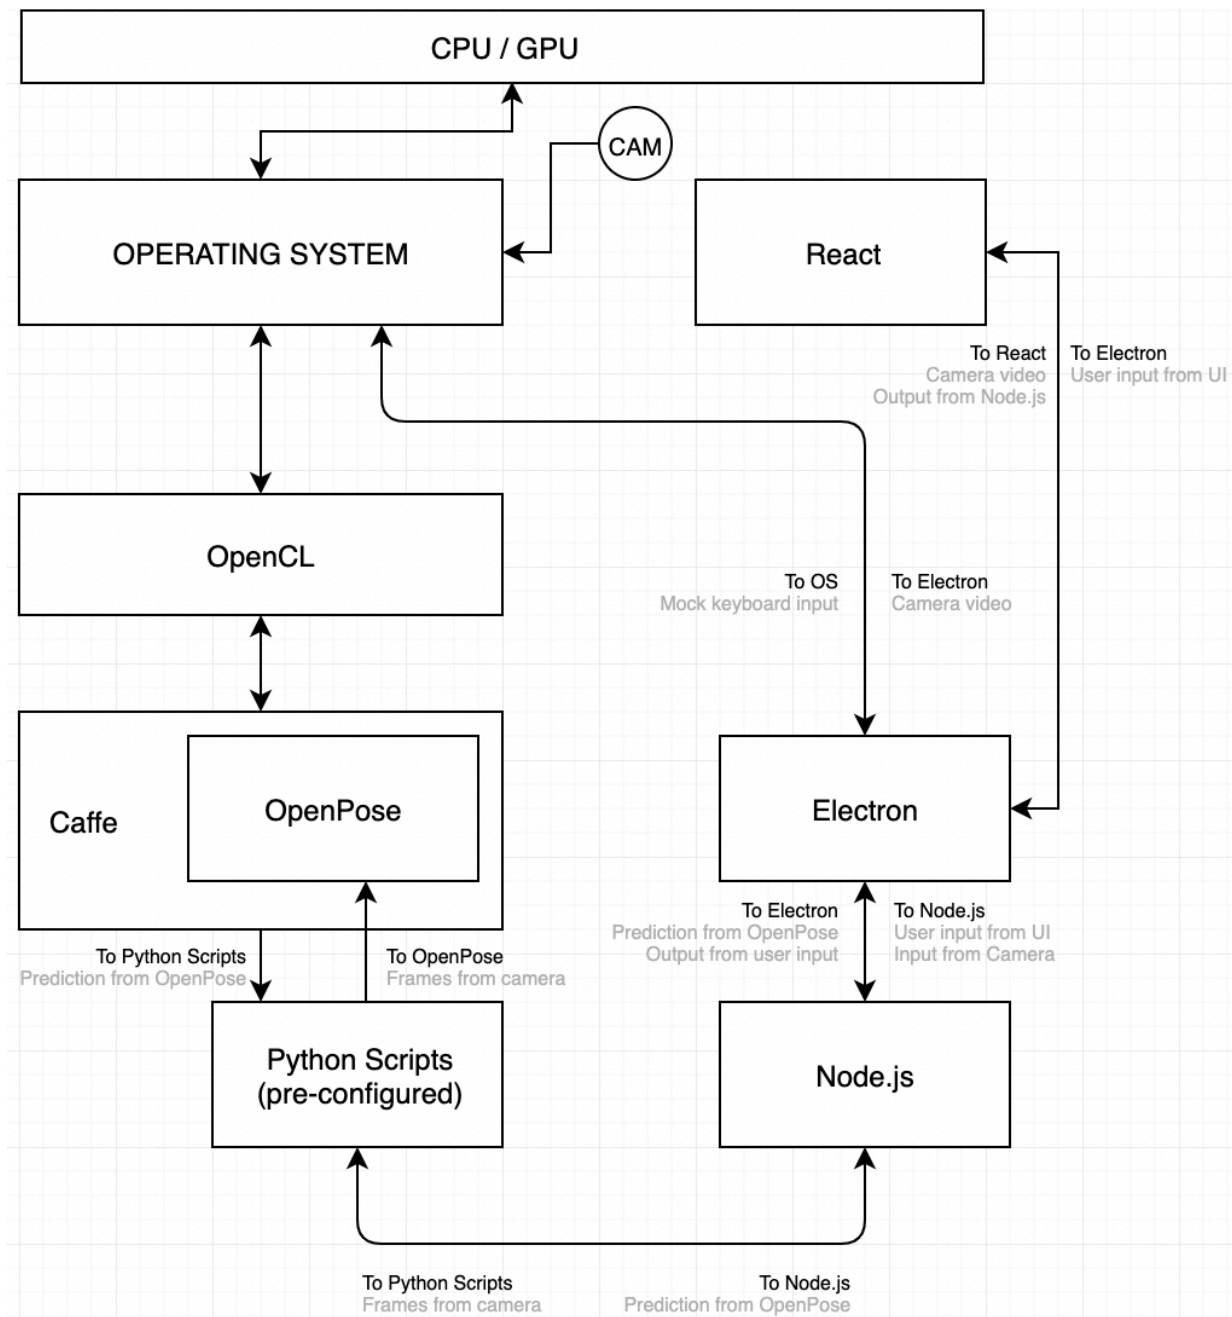 CPU / GPU
CAM
OPERATING SYSTEM
React
To React
Camera video
Output from Node.js
To Electron
User input from UI
OpenCL
To OS
Mock keyboard input
To Electron
Camera video
Caffe
OpenPose
Electron
To Python Scripts
Prediction from OpenPose
To OpenPose
Frames from camera
To Electron
Prediction from OpenPose
Output from user input
To Node.js
User input from UI
Input from Camera
Python Scripts
(pre-configured)
Node.js
To Python Scripts
Frames from camera
To Node.js
Prediction from OpenPose